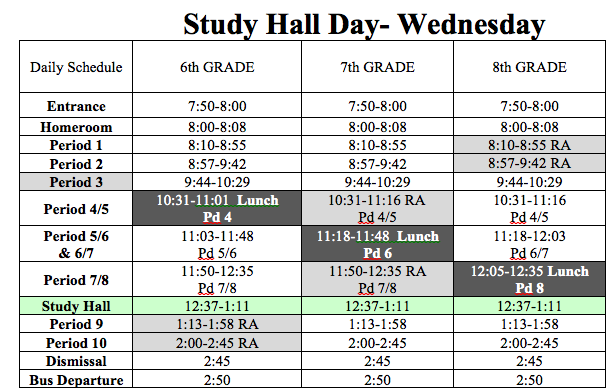 Study Hall Day- Wednesday
Daily Schedule 6th GRADE 7th GRADE 8th GRADE
Entrance 7:50-8:00 7:50-8:00 7:50-8:00
Homeroom 8:00-8:08 8:00-8:08 8:00-8:08
Period 1 8:10-8:55 8:10-8:55 8:10-8:55 RA
Period 2 8:57-9:42 8:57-9:42 8:57-9:42 RA
Period 3 9:44-10:29 9:44-10:29 9:44-10:29
Period 4/5 10:31-11:01 Lunch 10:31-11:16 RA 10:31-11:16
Pd 4 Pd 4/5 Pd 4/5
Period 5/6 11:03-11:48 11:18-11:48 Lunch 11:18-12:03
& 6/7 Pd 5/6 Pd 6 Pd 6/7
Period 7/8 11:50-12:35 11:50-12:35 RA 12:05-12:35 Lunch
Pd 7/8 Pd 7/8 Pd 8
Study Hall 12:37-1:11 12:37-1:11 12:37-1:11
Period 9 1:13-1:58 RA 1:13-1:58 1:13-1:58
Period 10 2:00-2:45 RA 2:00-2:45 2:00-2:45
Dismissal 2:45 2:45 2:45
Bus Departure 2:50 2:50 2:50